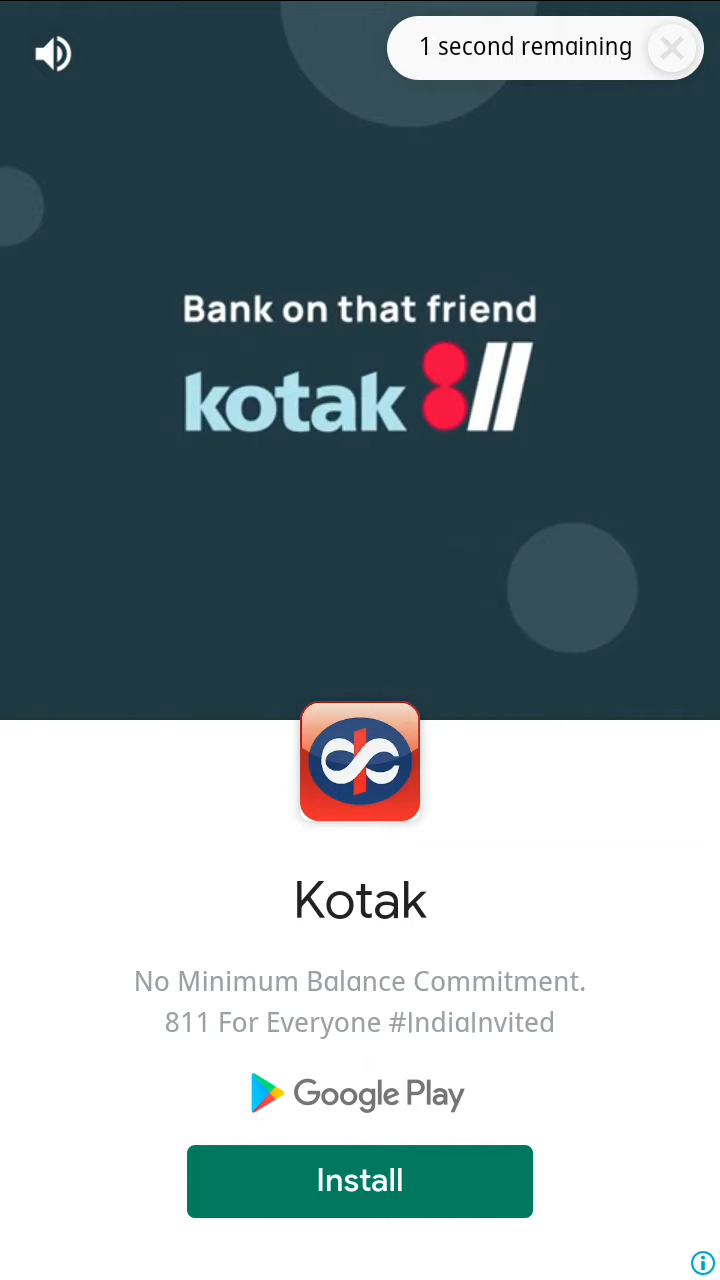 1 second remaining
Bank on that friend
kotak 811
Kotak
No Minimum Balance Commitment.
811 For Everyone #IndiaInvited
Google Play
Install